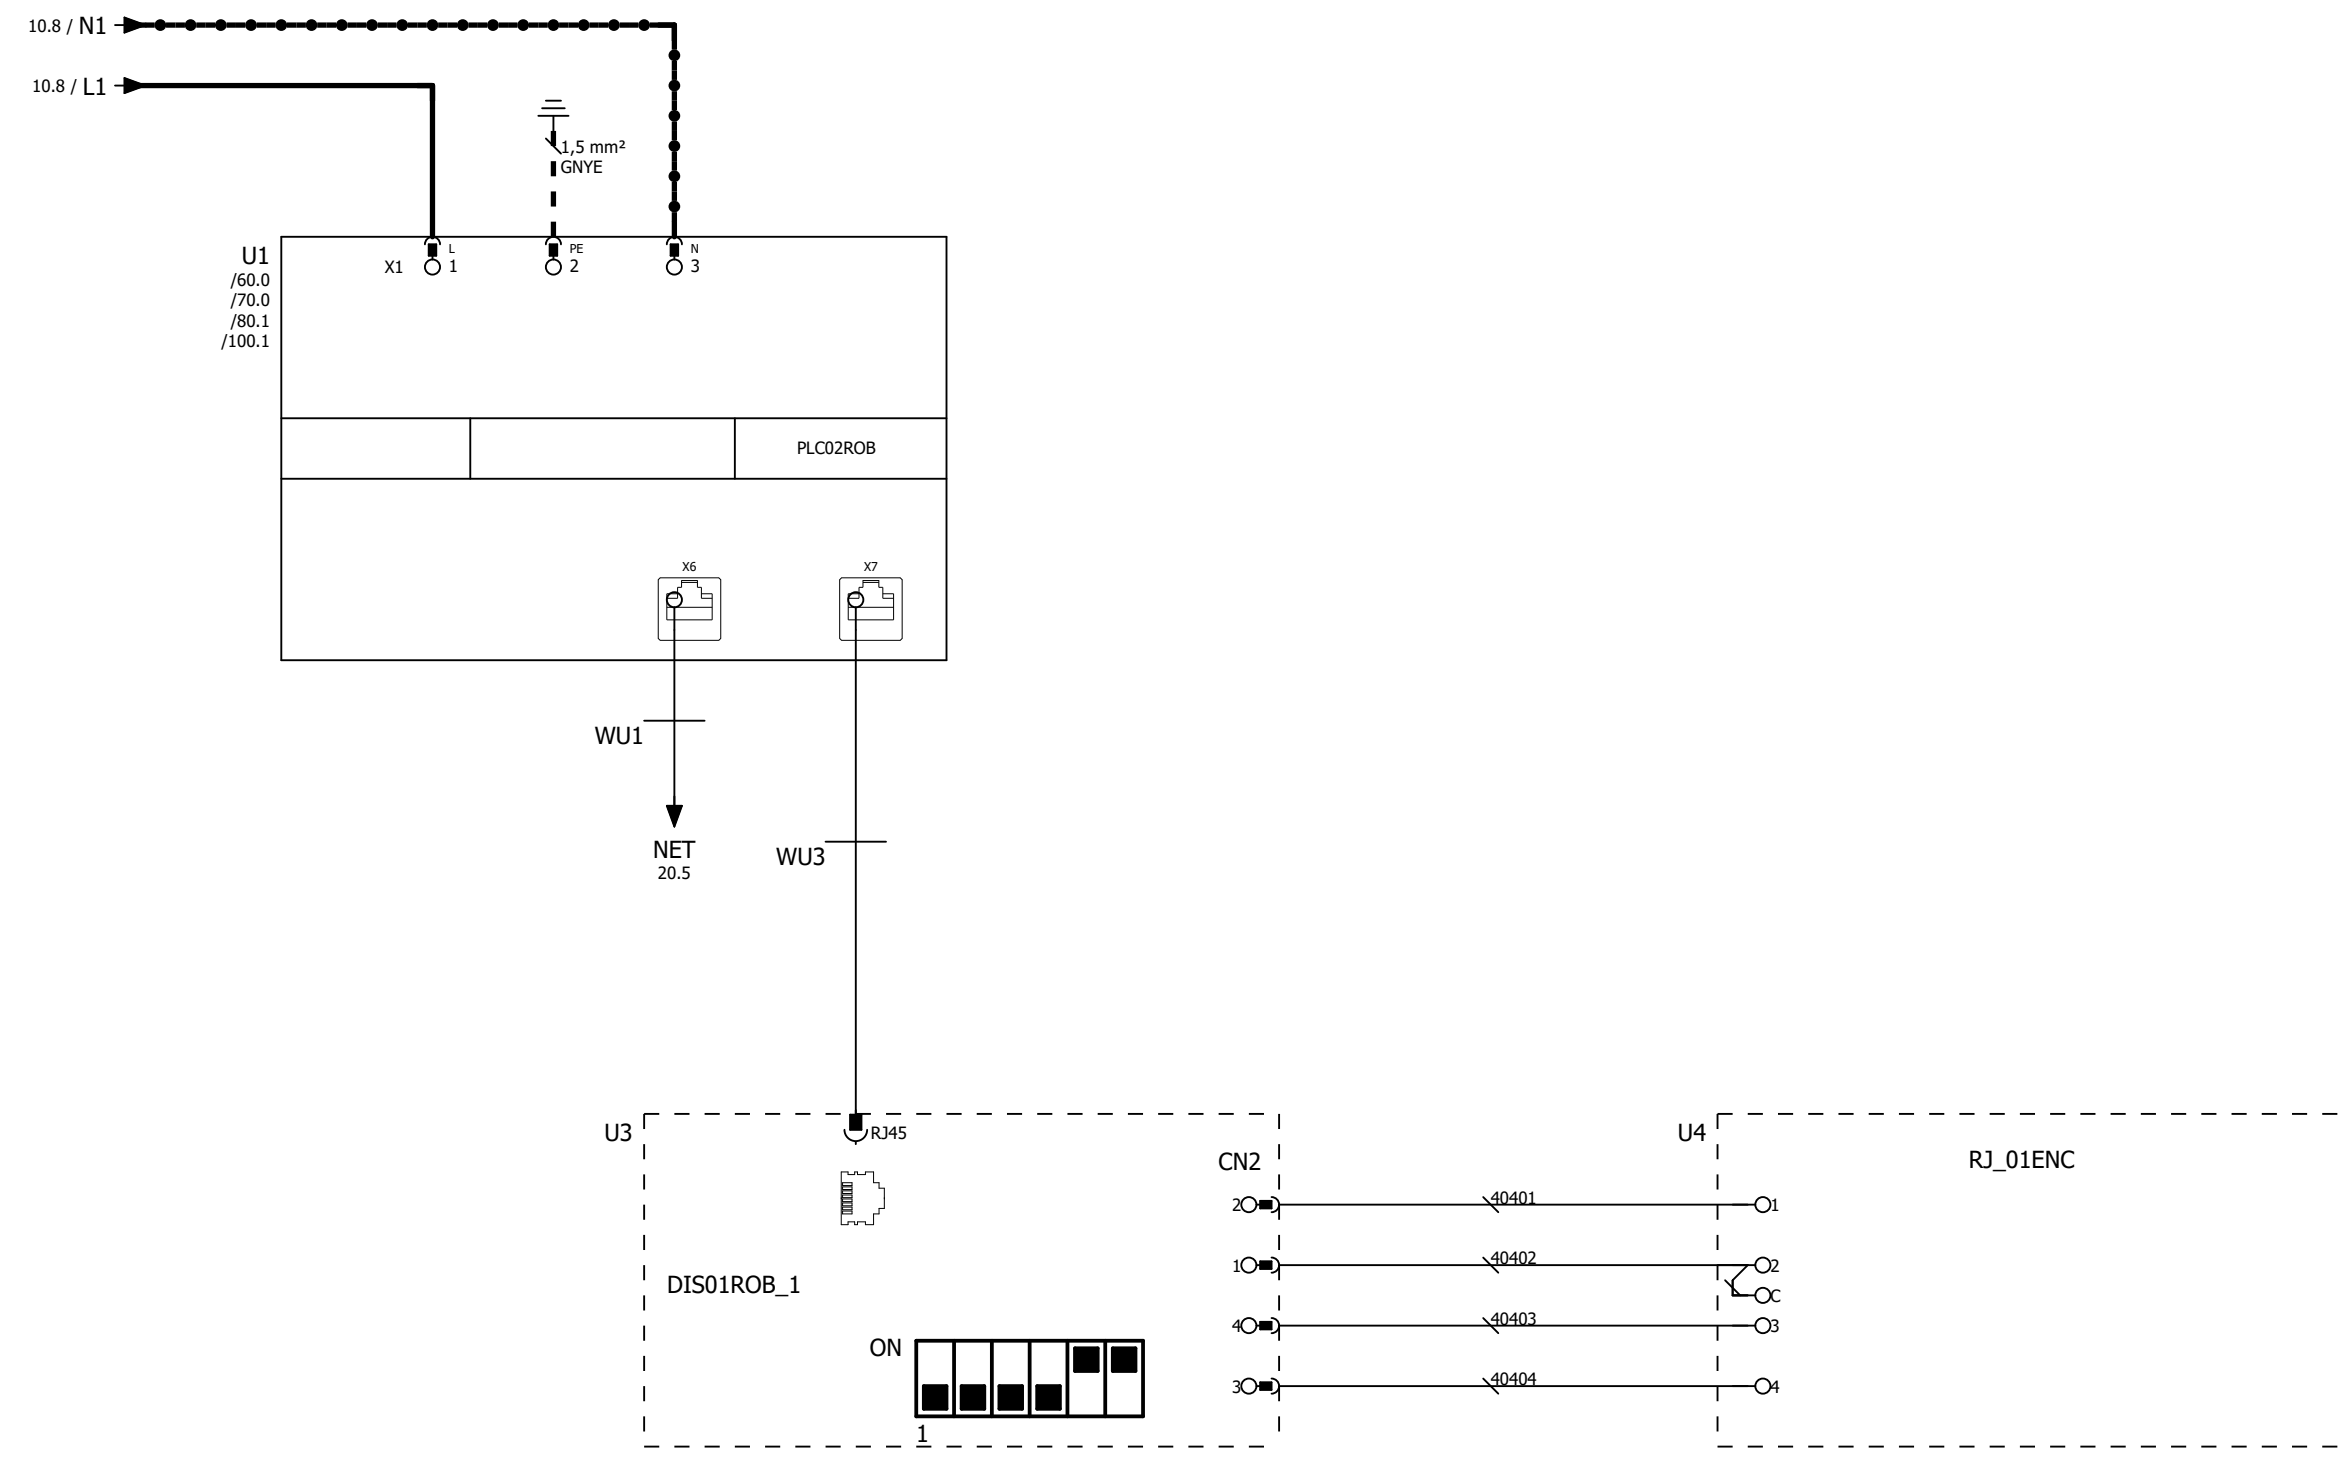 10.8 / N1
10.8 / L1
1,5 mm²
GNYE
U1
/60.0
/70.0
/80.1
/100.1
X1
L
1
PE
2
N
3
PLC02ROB
X6
X7
WU1
NET
20.5
WU3
U3
RJ45
CN2
DIS01ROB_1
ON
1
2
1
4
3
40401
40402
40403
40404
U4
RJ_01ENC
1
2
C
3
4